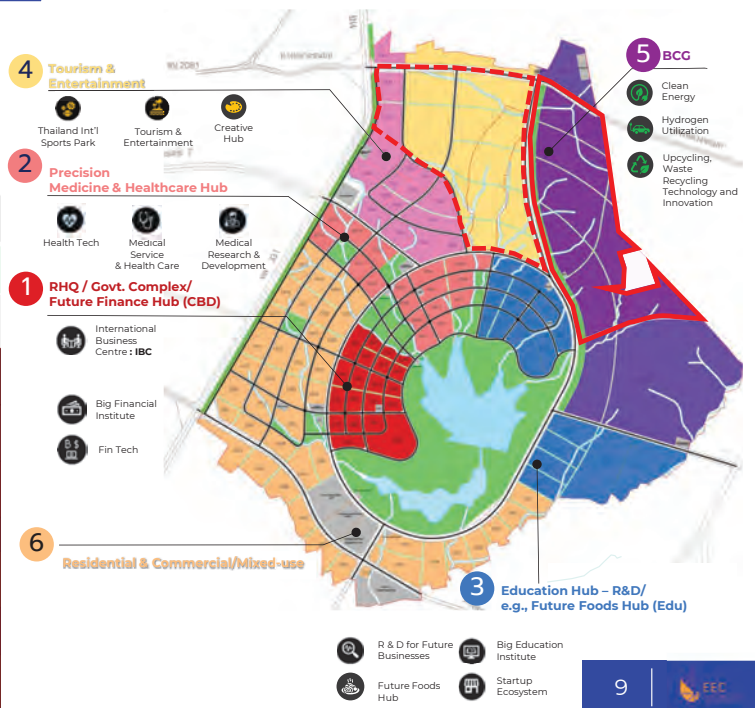 4
Tourism &
Entertainment
Thailand Int'l
Sports Park
Tourism &
Entertainment
Creative
Hub
2
Precision
Medicine & Healthcare Hub
Health Tech
Medical
Service
& Health Care
Medical
Research &
Development
1
RHQ / Govt. Complex/
Future Finance Hub (CBD)
International
Business
Centre : IBC
Big Financial
Institute
Fin Tech
5
BCG
Clean
Energy
Hydrogen
Utilization
Upcycling,
Waste
Recycling
Technology and
Innovation
6
Residential & Commercial/Mixed-use
3
Education Hub – R&D/
e.g., Future Foods Hub (Edu)
R & D for Future
Businesses
Big Education
Institute
Future Foods
Hub
Startup
Ecosystem
9
EEC